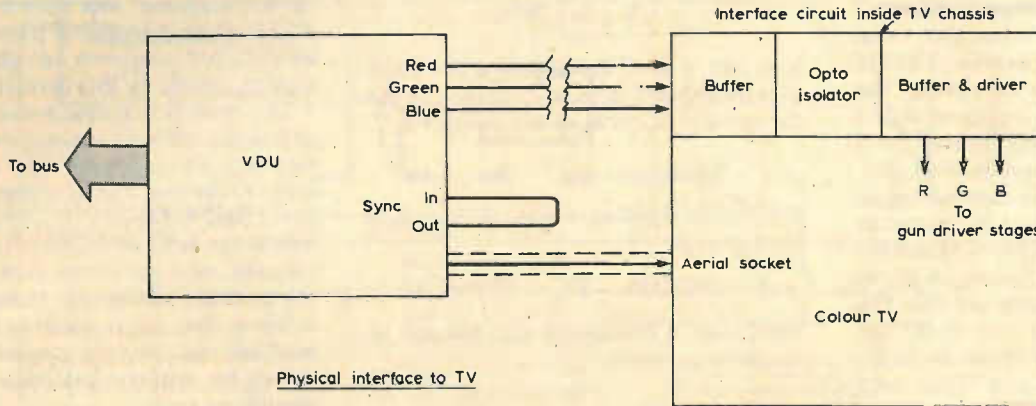 Interface circuit inside TV chassis
Red
Green
Blue
Buffer
Opto
isolator
Buffer & driver
To bus
VDU
R G B
To
gun driver stages
Sync
In
Out
Aerial socket
Colour TV
Physical interface to TV